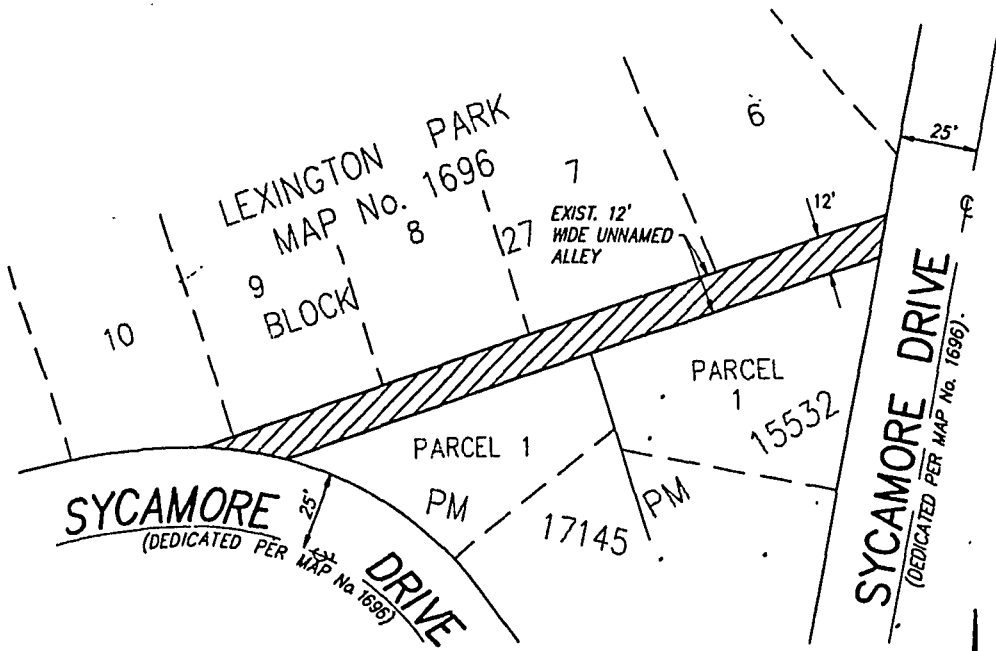 LEXINGTON PARK
MAP No. 1696
6
7
8
27
9
BLOCK
10
EXIST. 12'
WIDE UNNAMED
ALLEY
12'
25'
PARCEL
1
15532
PM
PARCEL 1
PM
17145
SYCAMORE DRIVE
(DEDICATED PER MAP No 1696)
25'
SYCAMORE DRIVE
(DEDICATED PER MAP No. 1696).